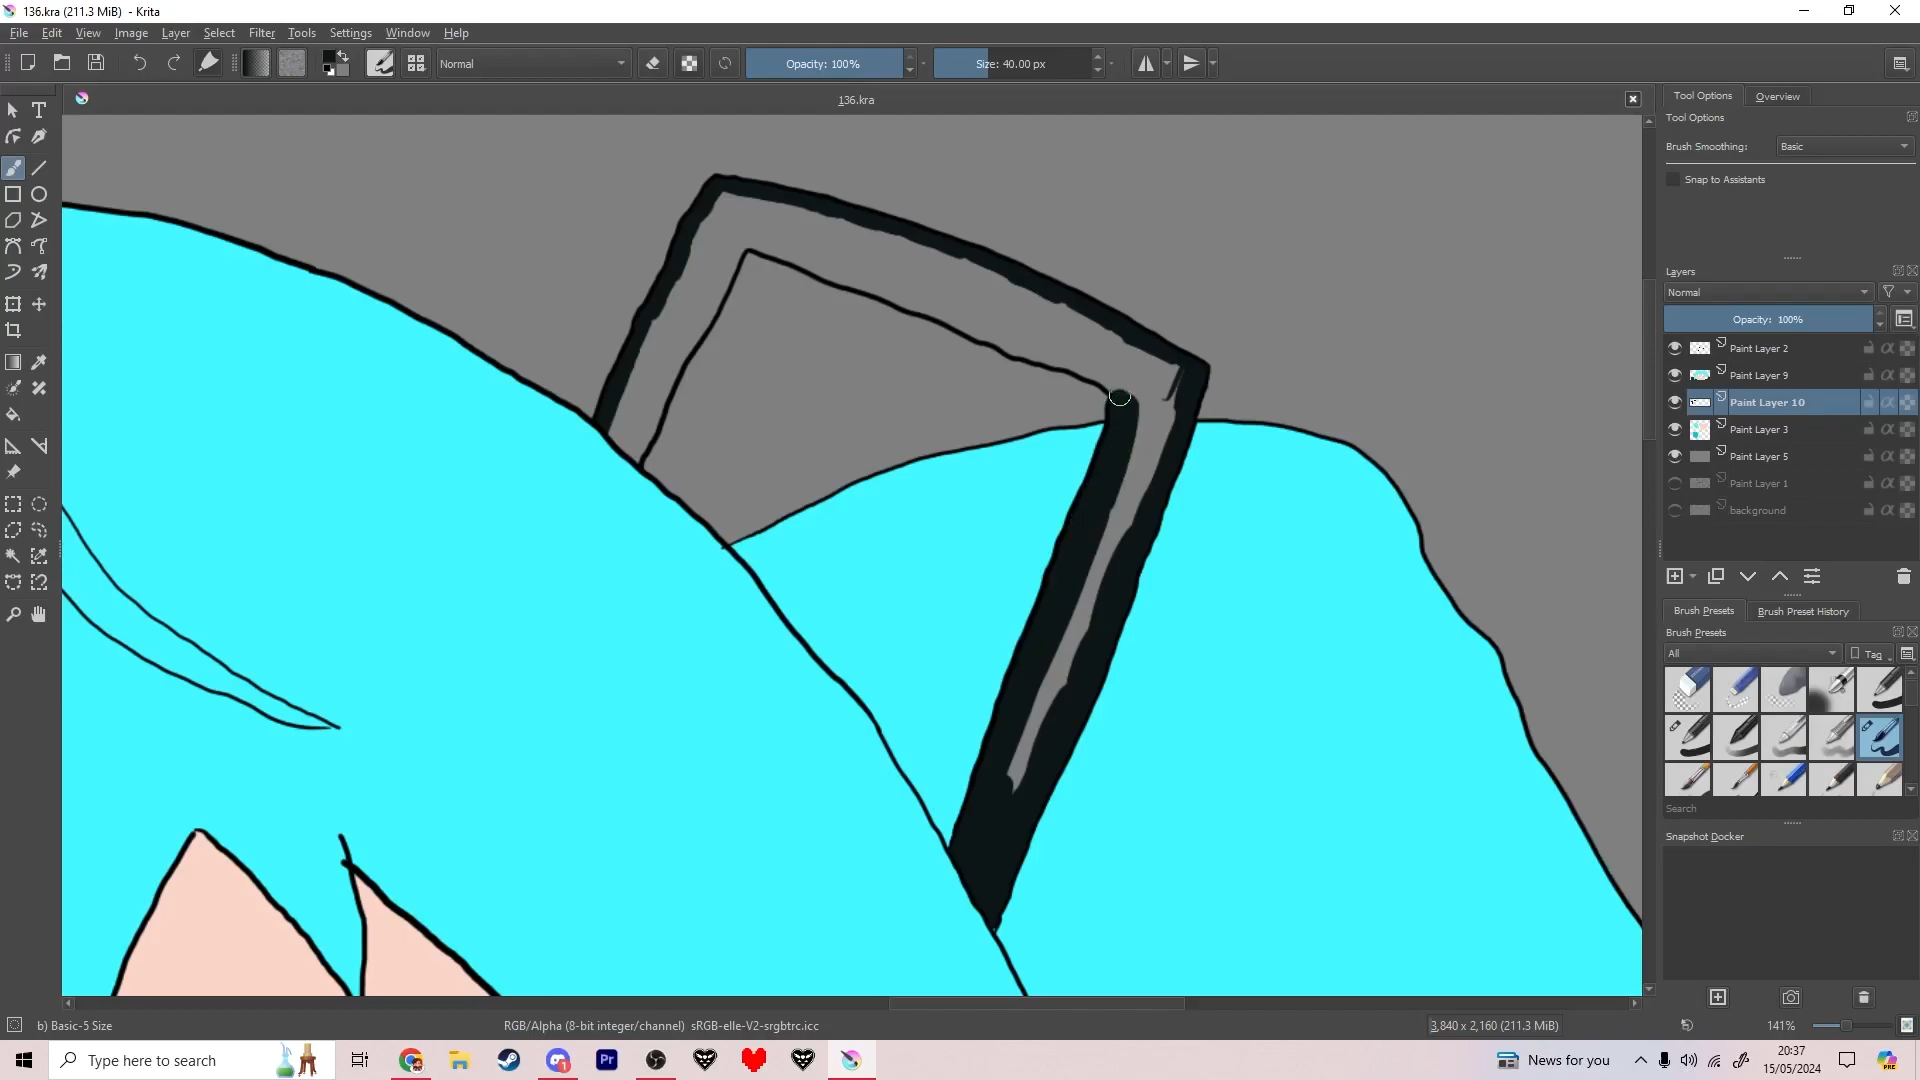 136.kra (211.3 MiB) - Krita
File Edit View Image Layer Select Filter Tools Settings Window Help
Normal
Opacity: 100%
Size: 40.00 px
136.kra
Tool Options
Overview
Tool Options
Brush Smoothing:
Basic
Snap to Assistants
Layers
Normal
Opacity: 100%
Paint Layer 2
Paint Layer 9
Paint Layer 10
Paint Layer 3
Paint Layer 5
Paint Layer 1
background
Brush Presets
Brush Preset History
Brush Presets
All
Tag
Search
Snapshot Docker
b) Basic-5 Size
RGB/Alpha (8-bit integer/channel) sRGB-elle-V2-srgbtrc.icc
3,840 x 2,160 (211.3 MiB)
141%
Type here to search
Pr
1
News for you
20:37
15/05/2024
PRE